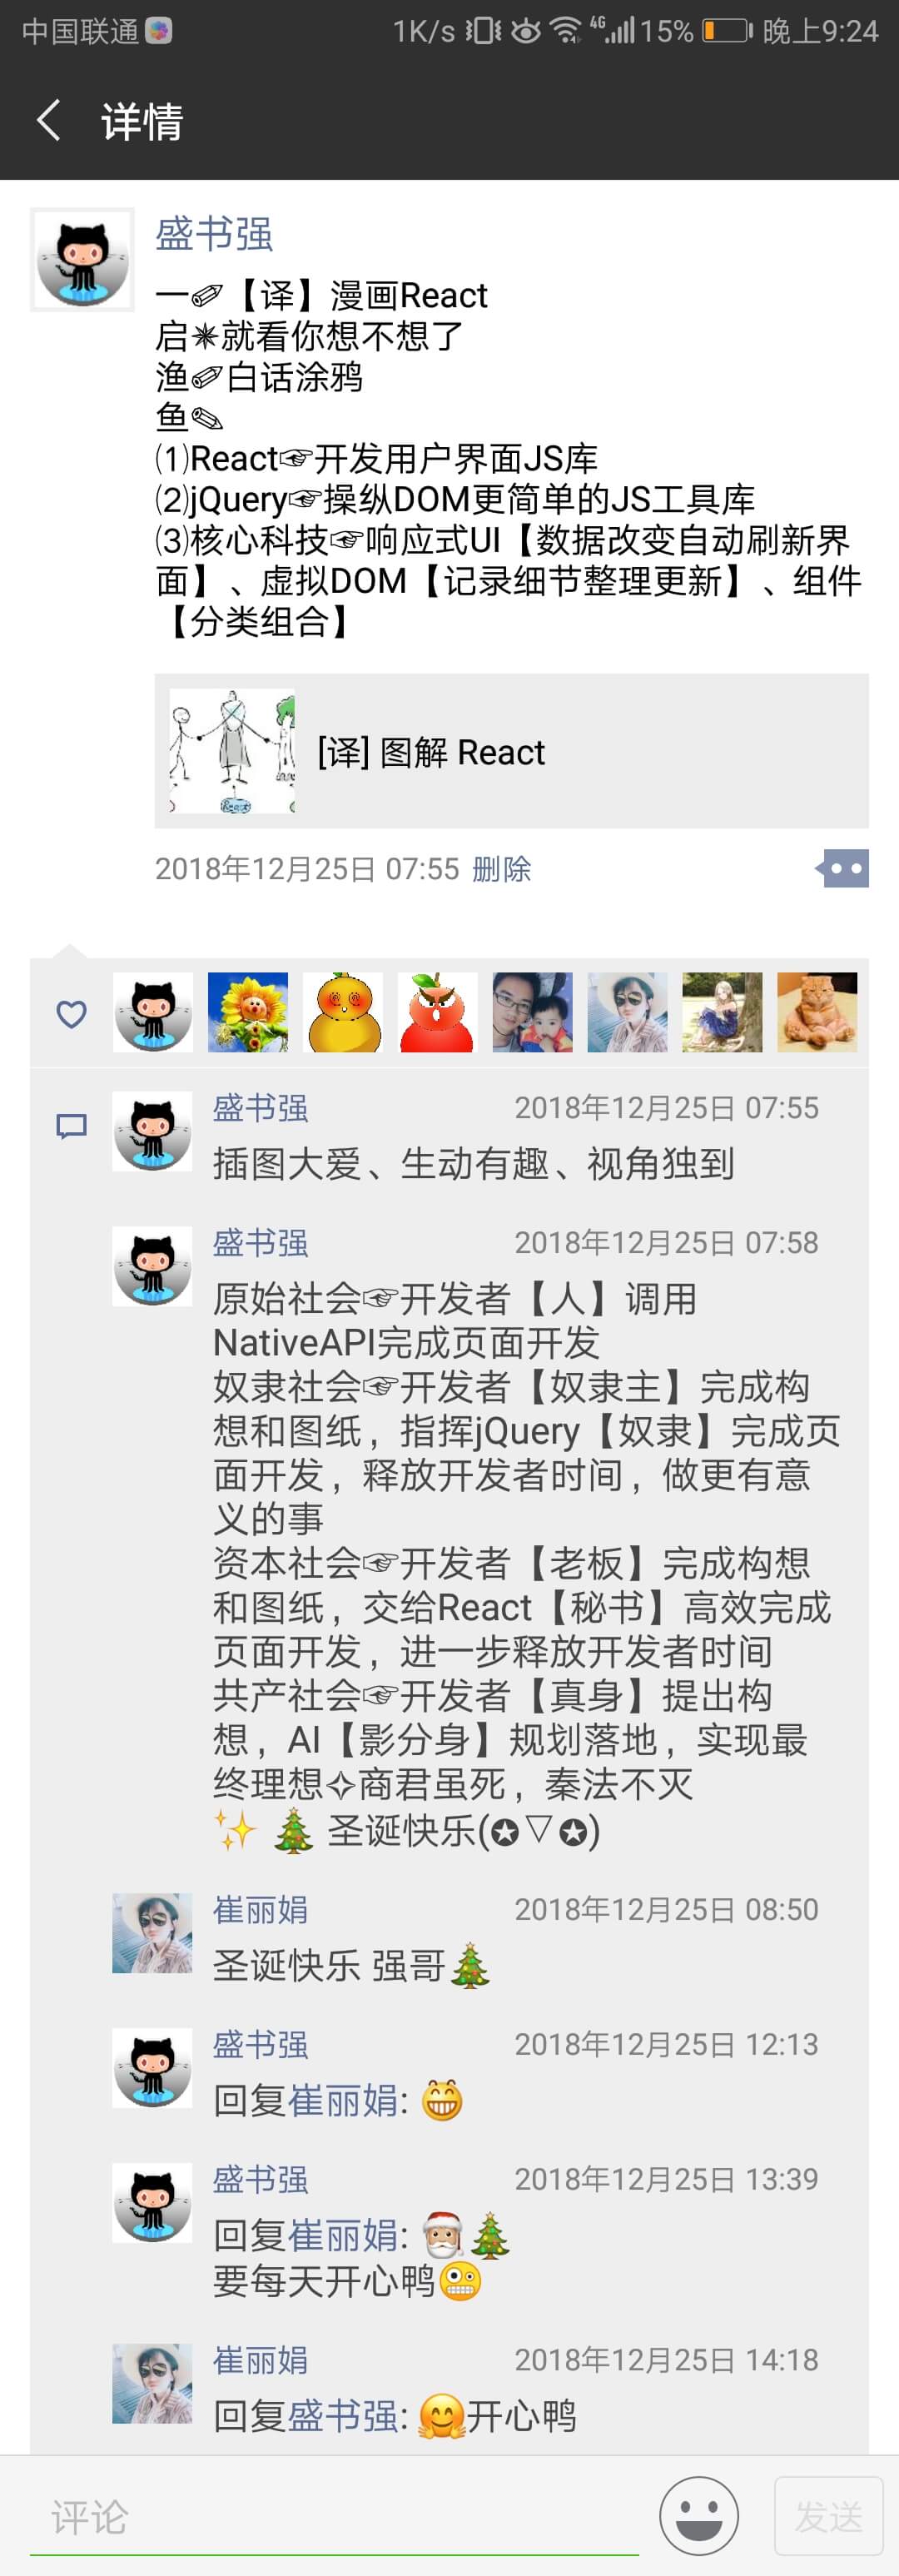 中国联通 1K/s 4G 15% 晚上9:24
详情
盛书强
一✐【译】漫画React
启✴就看你想不想了
渔✐白话涂鸦
鱼✎
⑴React☞开发用户界面JS库
⑵jQuery☞操纵DOM更简单的JS工具库
⑶核心科技☞响应式UI【数据改变自动刷新界
面】、虚拟DOM【记录细节整理更新】、组件
【分类组合】
React
[译] 图解 React
2018年12月25日 07:55 删除
盛书强 2018年12月25日 07:55
插图大爱、生动有趣、视角独到
盛书强 2018年12月25日 07:58
原始社会☞开发者【人】调用
NativeAPI完成页面开发
奴隶社会☞开发者【奴隶主】完成构
想和图纸，指挥jQuery【奴隶】完成页
面开发，释放开发者时间，做更有意
义的事
资本社会☞开发者【老板】完成构想
和图纸，交给React【秘书】高效完成
页面开发，进一步释放开发者时间
共产社会☞开发者【真身】提出构
想，AI【影分身】规划落地，实现最
终理想✧商君虽死，秦法不灭
✨🎄圣诞快乐(✪▽✪)
崔丽娟 2018年12月25日 08:50
圣诞快乐 强哥🎄
盛书强 2018年12月25日 12:13
回复崔丽娟: 😁
盛书强 2018年12月25日 13:39
回复崔丽娟: 🎅🏼🎄
要每天开心鸭🤪
崔丽娟 2018年12月25日 14:18
回复盛书强: 🤗开心鸭
评论 发送